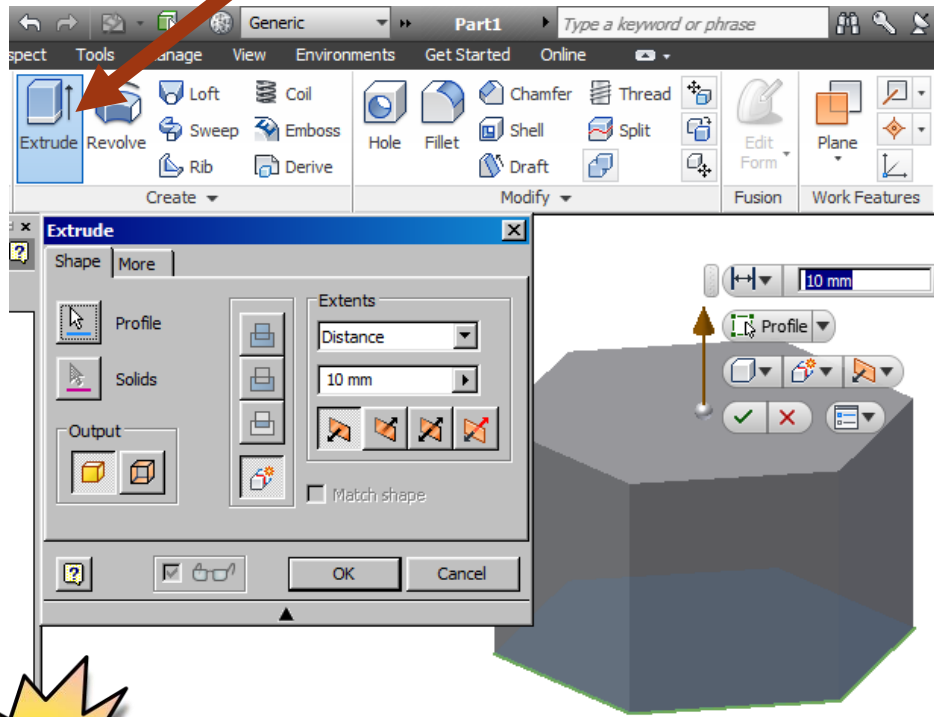 Generic Part1 Type a keyword or phrase
spect Tools Manage View Environments Get Started Online
Extrude Revolve Loft Coil Hole Fillet Chamfer Thread Edit Form Plane
Sweep Emboss Shell Split
Rib Derive Draft
Create Modify Fusion Work Features
Extrude
Shape More
Profile
Solids
Output
Extents
Distance
10 mm
Match shape
OK Cancel
10 mm
Profile